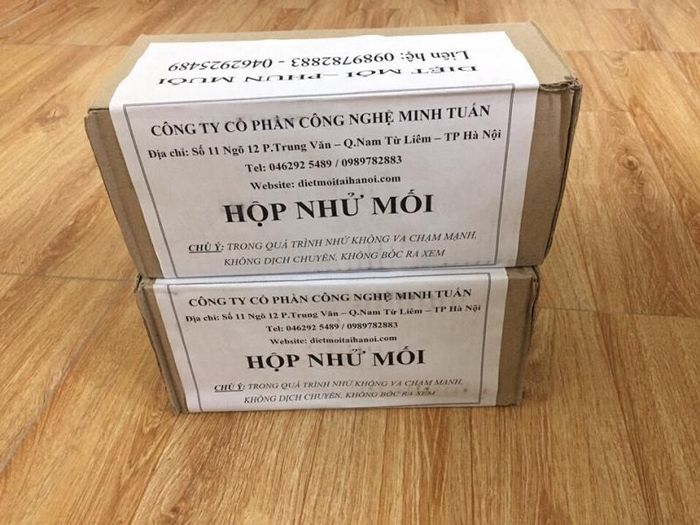 DIỆT MỐI – PHUN MUỖI
Liên hệ: 0989782883 - 0462925489
CÔNG TY CỔ PHẦN CÔNG NGHỆ MINH TUẤN
Địa chỉ: Số 11 Ngõ 12 P.Trung Văn – Q.Nam Từ Liêm – TP Hà Nội
Tel: 046292 5489 / 0989782883
Website: dietmoitaihanoi.com
HỘP NHỬ MỐI
CHÚ Ý: TRONG QUÁ TRÌNH NHỬ KHÔNG VA CHẠM MẠNH,
KHÔNG DỊCH CHUYỂN, KHÔNG BỐC RA XEM
CÔNG TY CỔ PHẦN CÔNG NGHỆ MINH TUẤN
Địa chỉ: Số 11 Ngõ 12 P.Trung Văn – Q.Nam Từ Liêm – TP Hà Nội
Tel: 046292 5489 / 0989782883
Website: dietmoitaihanoi.com
HỘP NHỬ MỐI
CHÚ Ý: TRONG QUÁ TRÌNH NHỬ KHÔNG VA CHẠM MẠNH,
KHÔNG DỊCH CHUYỂN, KHÔNG BỐC RA XEM